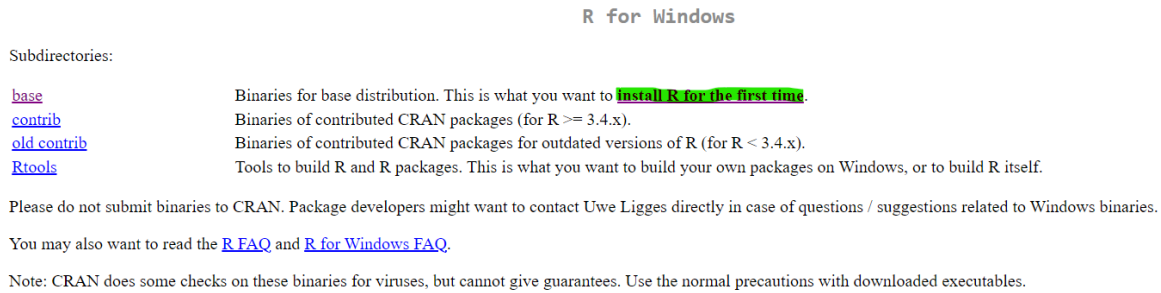 R for Windows
Subdirectories:
base Binaries for base distribution. This is what you want to install R for the first time.
contrib Binaries of contributed CRAN packages (for R >= 3.4.x).
old contrib Binaries of contributed CRAN packages for outdated versions of R (for R < 3.4.x).
Rtools Tools to build R and R packages. This is what you want to build your own packages on Windows, or to build R itself.
Please do not submit binaries to CRAN. Package developers might want to contact Uwe Ligges directly in case of questions / suggestions related to Windows binaries.
You may also want to read the R FAQ and R for Windows FAQ.
Note: CRAN does some checks on these binaries for viruses, but cannot give guarantees. Use the normal precautions with downloaded executables.